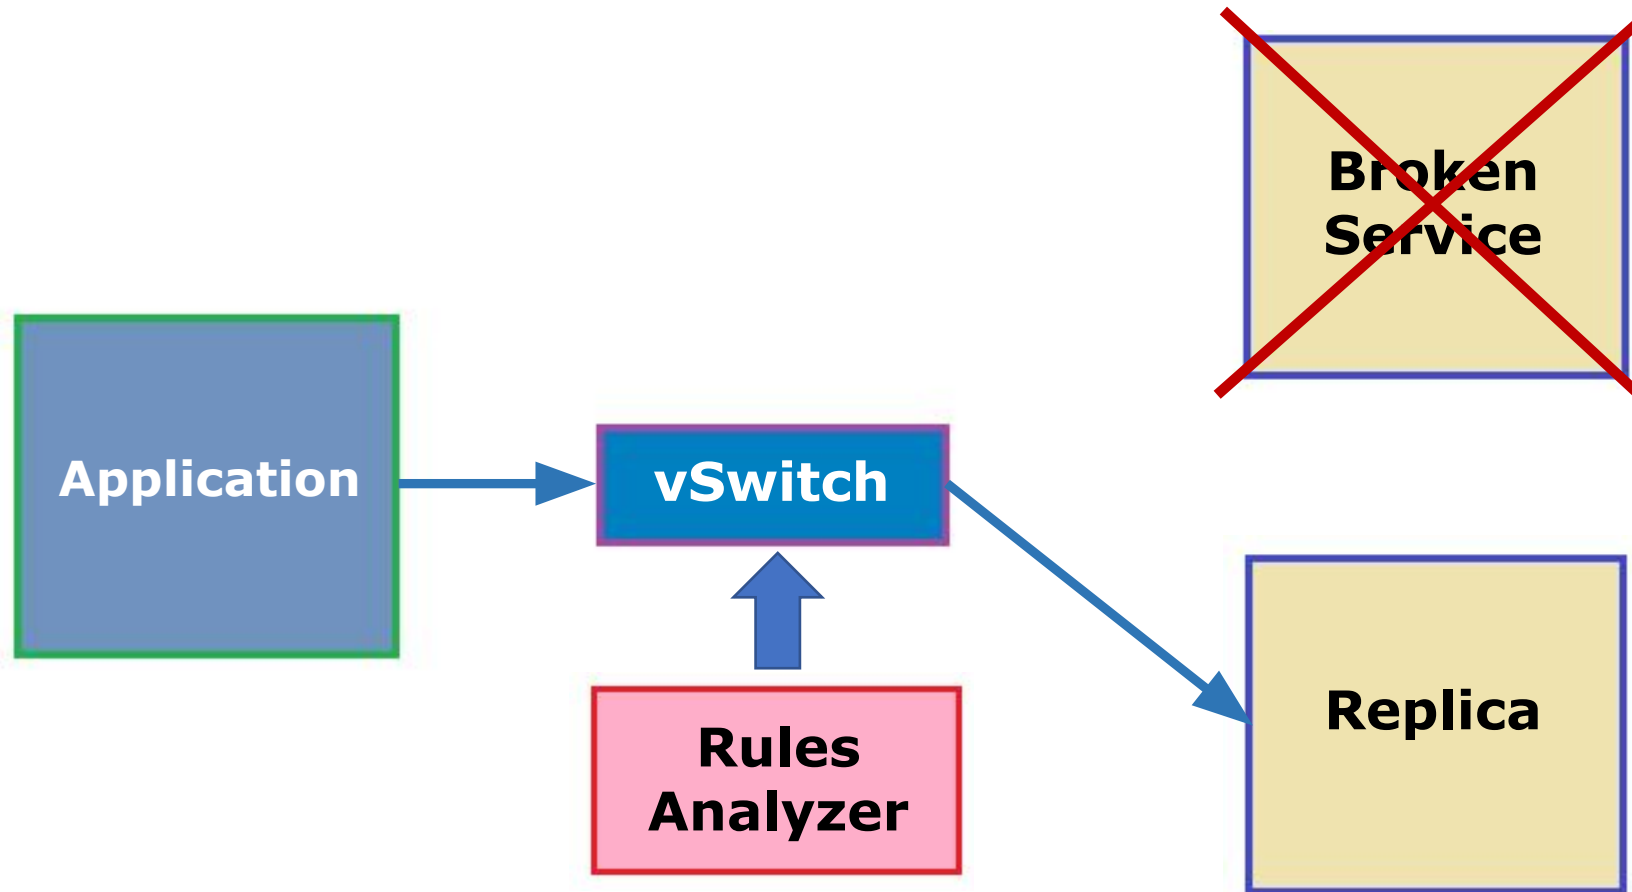 Broken
Service
Application
vSwitch
Rules
Analyzer
Replica